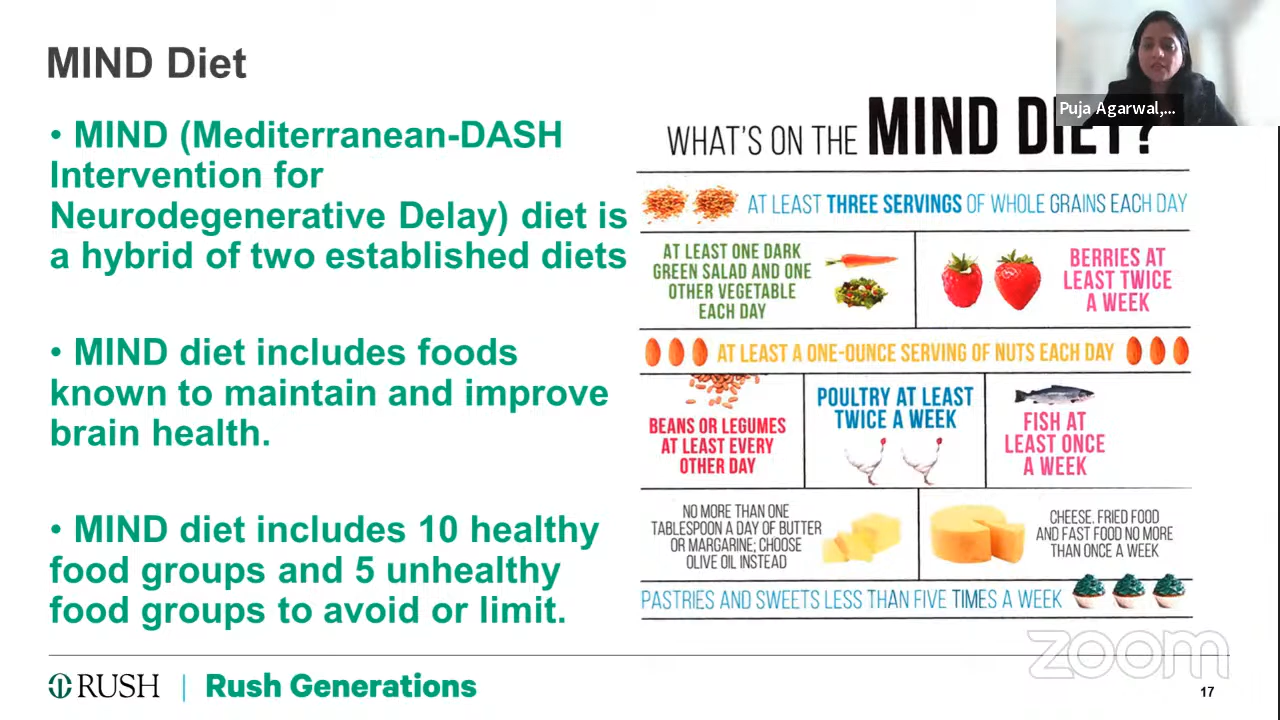 MIND Diet
• MIND (Mediterranean-DASH
Intervention for
Neurodegenerative Delay) diet is
a hybrid of two established diets
• MIND diet includes foods
known to maintain and improve
brain health.
• MIND diet includes 10 healthy
food groups and 5 unhealthy
food groups to avoid or limit.
Puja Agarwal,...
WHAT'S ON THE MIND DIET?
AT LEAST THREE SERVINGS OF WHOLE GRAINS EACH DAY
AT LEAST ONE DARK
GREEN SALAD AND ONE
OTHER VEGETABLE
EACH DAY
BERRIES AT
LEAST TWICE
A WEEK
AT LEAST A ONE-OUNCE SERVING OF NUTS EACH DAY
BEANS OR LEGUMES
AT LEAST EVERY
OTHER DAY
POULTRY AT LEAST
TWICE A WEEK
FISH AT
LEAST ONCE
A WEEK
NO MORE THAN ONE
TABLESPOON A DAY OF BUTTER
OR MARGARINE; CHOOSE
OLIVE OIL INSTEAD
CHEESE, FRIED FOOD
AND FAST FOOD NO MORE
THAN ONCE A WEEK
PASTRIES AND SWEETS LESS THAN FIVE TIMES A WEEK
zoom
RUSH | Rush Generations
17